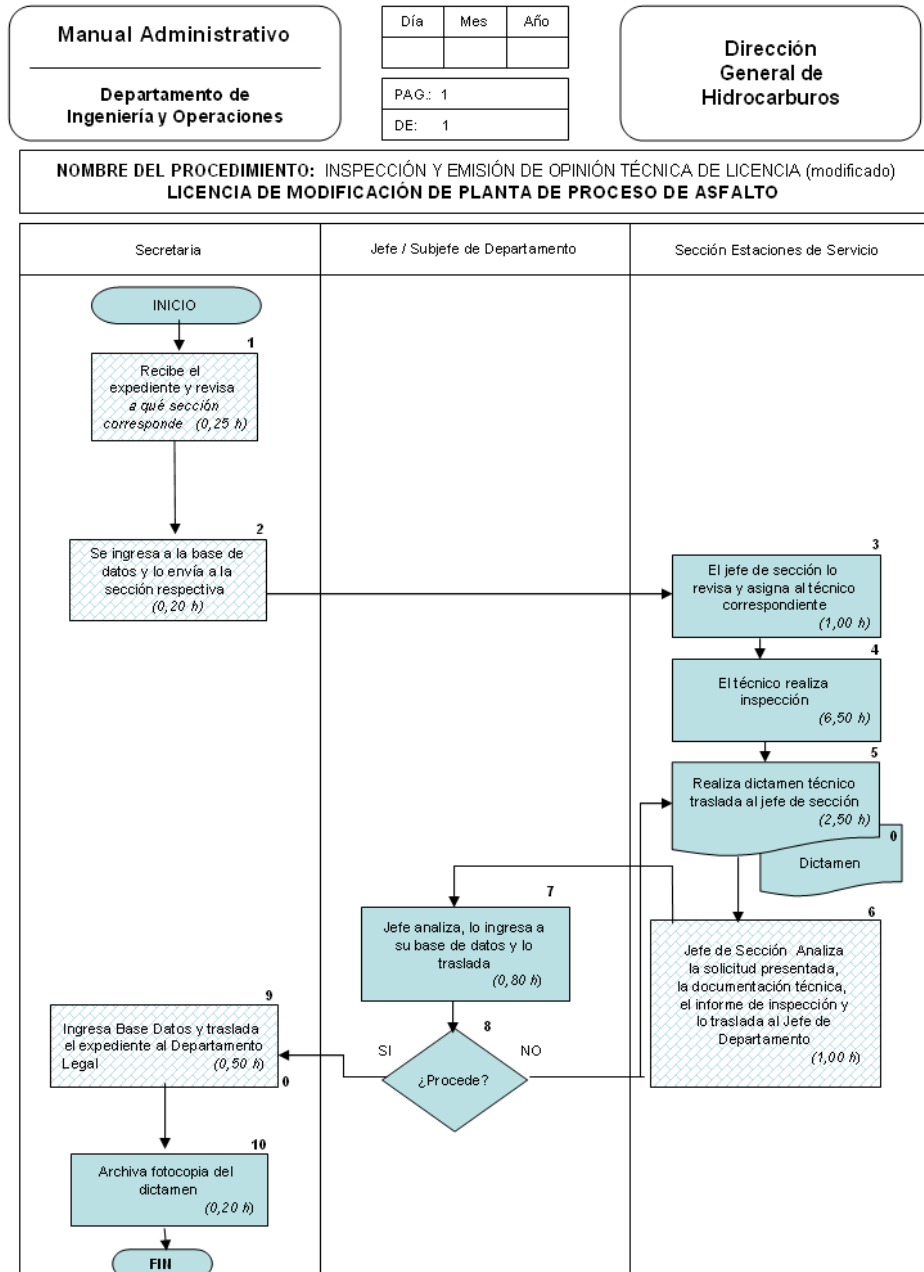 Manual Administrativo
Departamento de
Ingeniería y Operaciones
Día Mes Año
PAG.: 1
DE: 1
Dirección
General de
Hidrocarburos
NOMBRE DEL PROCEDIMIENTO: INSPECCIÓN Y EMISIÓN DE OPINIÓN TÉCNICA DE LICENCIA (modificado)
LICENCIA DE MODIFICACIÓN DE PLANTA DE PROCESO DE ASFALTO
Secretaria
Jefe / Subjefe de Departamento
Sección Estaciones de Servicio
INICIO
1
Recibe el
expediente y revisa
a qué sección
corresponde (0,25 h)
2
Se ingresa a la base de
datos y lo envía a la
sección respectiva
(0,20 h)
3
El jefe de sección lo
revisa y asigna al técnico
correspondiente
(1,00 h)
4
El técnico realiza
inspección
(6,50 h)
5
Realiza dictamen técnico
traslada al jefe de sección
(2,50 h)
0
Dictamen
6
Jefe de Sección Analiza
la solicitud presentada,
la documentación técnica,
el informe de inspección y
lo traslada al Jefe de
Departamento
(1,00 h)
7
Jefe analiza, lo ingresa a
su base de datos y lo
traslada
(0,80 h)
8
SI
NO
¿Procede?
9
Ingresa Base Datos y traslada
el expediente al Departamento
Legal (0,50 h)
0
10
Archiva fotocopia del
dictamen
(0,20 h)
FIN